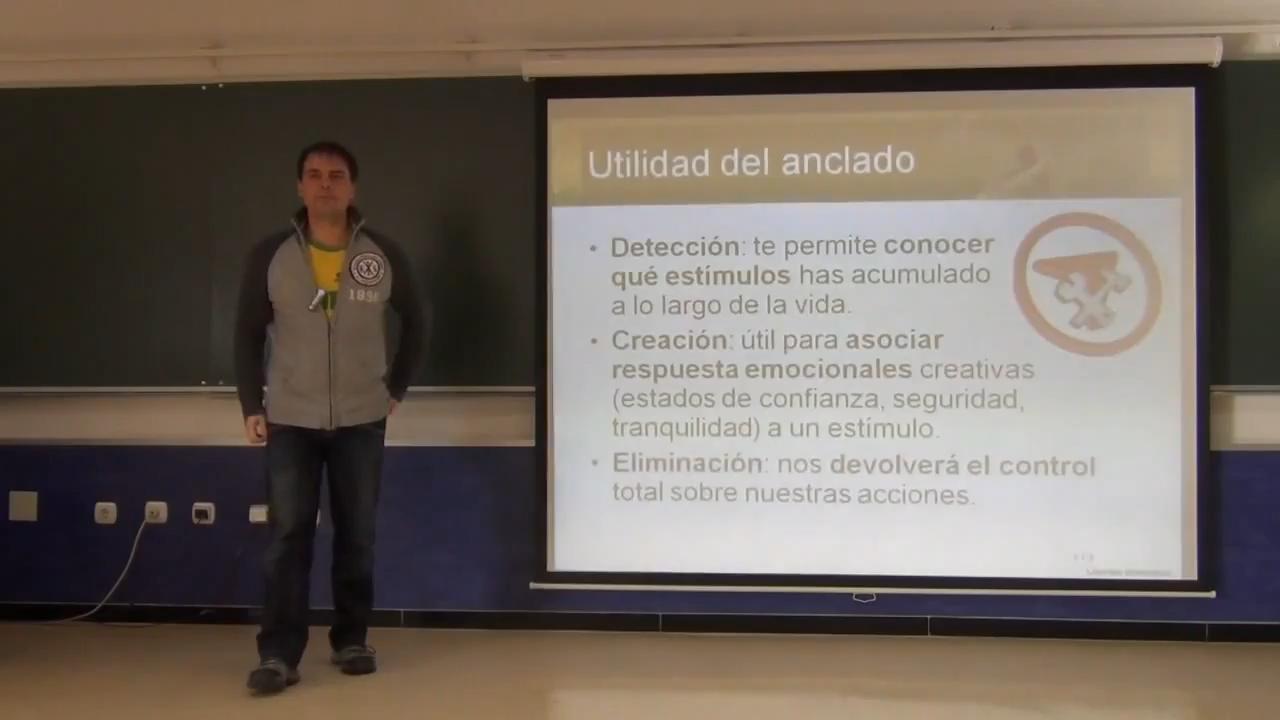 Utilidad del anclado
• Detección: te permite conocer
qué estímulos has acumulado
a lo largo de la vida.
• Creación: útil para asociar
respuesta emocionales creativas
(estados de confianza, seguridad,
tranquilidad) a un estímulo.
• Eliminación: nos devolverá el control
total sobre nuestras acciones.